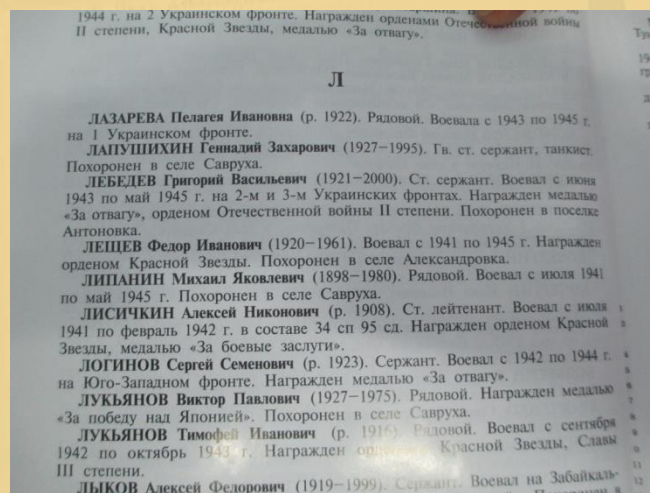 1944 г. на 2 Украинском фронте. Награжден орденами Отечественной войны
II степени, Красной Звезды, медалью «За отвагу».
Л
ЛАЗАРЕВА Пелагея Ивановна (р. 1922). Рядовой. Воевала с 1943 по 1945 г.
на 1 Украинском фронте.
ЛАПУШИХИН Геннадий Захарович (1927–1995). Гв. ст. сержант, танкист.
Похоронен в селе Савруха.
ЛЕБЕДЕВ Григорий Васильевич (1921–2000). Ст. сержант. Воевал с июня
1943 по май 1945 г. на 2-м и 3-м Украинских фронтах. Награжден медалью
«За отвагу», орденом Отечественной войны II степени. Похоронен в поселке
Антоновка.
ЛЕЩЕВ Федор Иванович (1920–1961). Воевал с 1941 по 1945 г. Награжден
орденом Красной Звезды. Похоронен в селе Александровка.
ЛИПАНИН Михаил Яковлевич (1898–1980). Рядовой. Воевал с июля 1941
по май 1945 г. Похоронен в селе Савруха.
ЛИСИЧКИН Алексей Никонович (р. 1908). Ст. лейтенант. Воевал с июля
1941 по февраль 1942 г. в составе 34 сп 95 сд. Награжден орденом Красной
Звезды, медалью «За боевые заслуги».
ЛОГИНОВ Сергей Семенович (р. 1923). Сержант. Воевал с 1942 по 1944 г.
на Юго-Западном фронте. Награжден медалью «За отвагу».
ЛУКЬЯНОВ Виктор Павлович (1927–1975). Рядовой. Награжден медалью
«За победу над Японией». Похоронен в селе Савруха.
ЛУКЬЯНОВ Тимофей Иванович (р. 1916). Рядовой. Воевал с сентября
1942 по октябрь 1943 г. Награжден Красной Звезды, Славы
III степени.
ЛЫКОВ Алексей Федорович (1919–1999). Сержант. Воевал на Забайкаль-